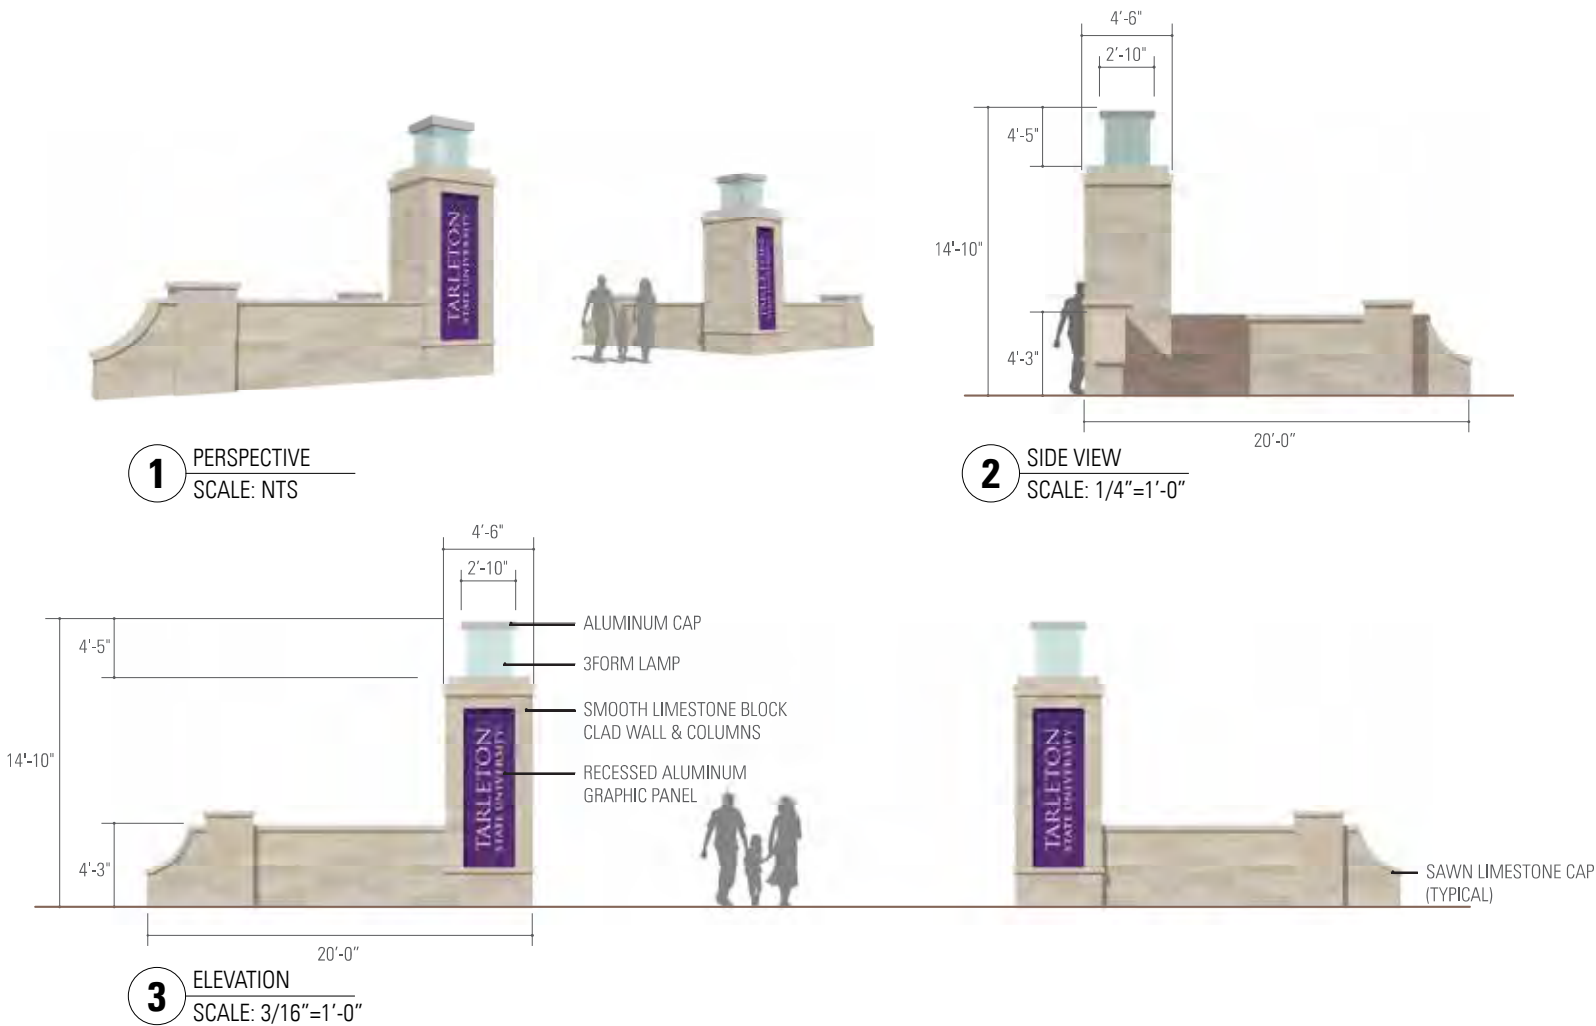 4'-6"
2'-10"
4'-5"
14'-10"
4'-3"
20'-0"
TARLETON
STATE UNIVERSITY
TARLETON
STATE UNIVERSITY
1
PERSPECTIVE
SCALE: NTS
2
SIDE VIEW
SCALE: 1/4"=1'-0"
4'-6"
2'-10"
4'-5"
14'-10"
4'-3"
20'-0"
ALUMINUM CAP
3FORM LAMP
SMOOTH LIMESTONE BLOCK
CLAD WALL & COLUMNS
RECESSED ALUMINUM
GRAPHIC PANEL
TARLETON
STATE UNIVERSITY
TARLETON
STATE UNIVERSITY
SAWN LIMESTONE CAP
(TYPICAL)
3
ELEVATION
SCALE: 3/16"=1'-0"